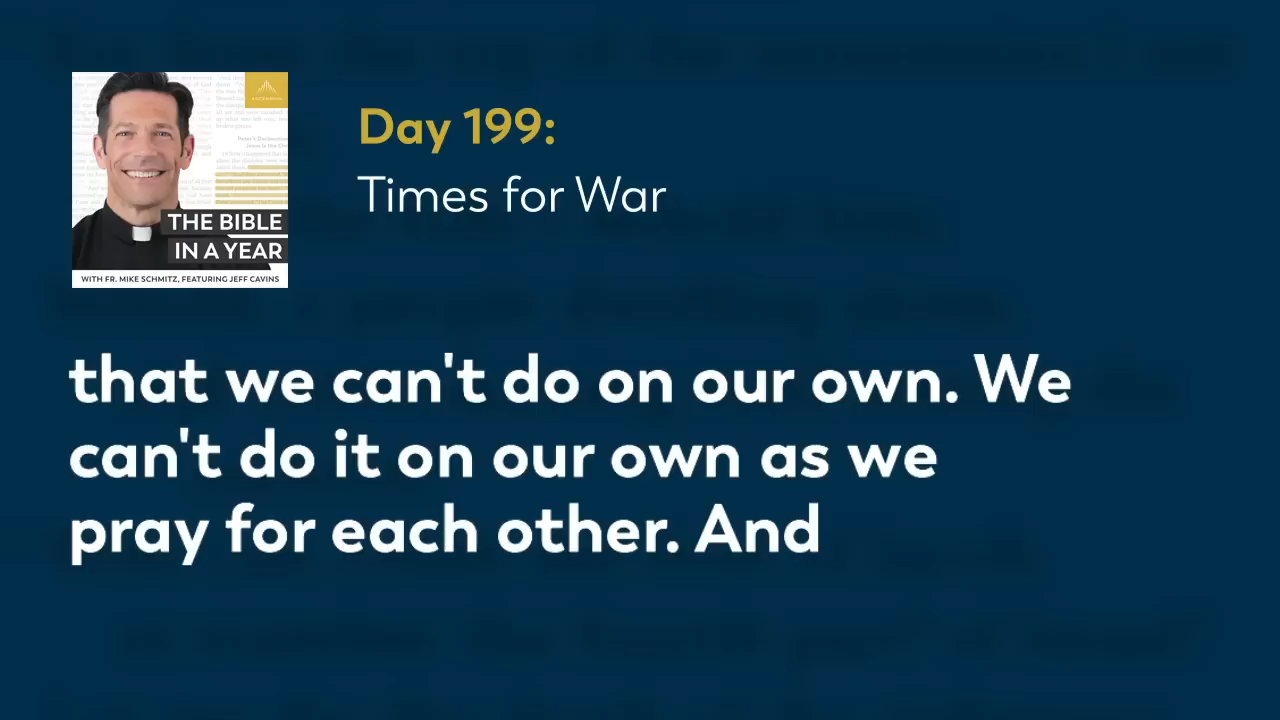 THE BIBLE
IN A YEAR
WITH FR. MIKE SCHMITZ, FEATURING JEFF CAVINS
Day 199:
Times for War
that we can't do on our own. We
can't do it on our own as we
pray for each other. And